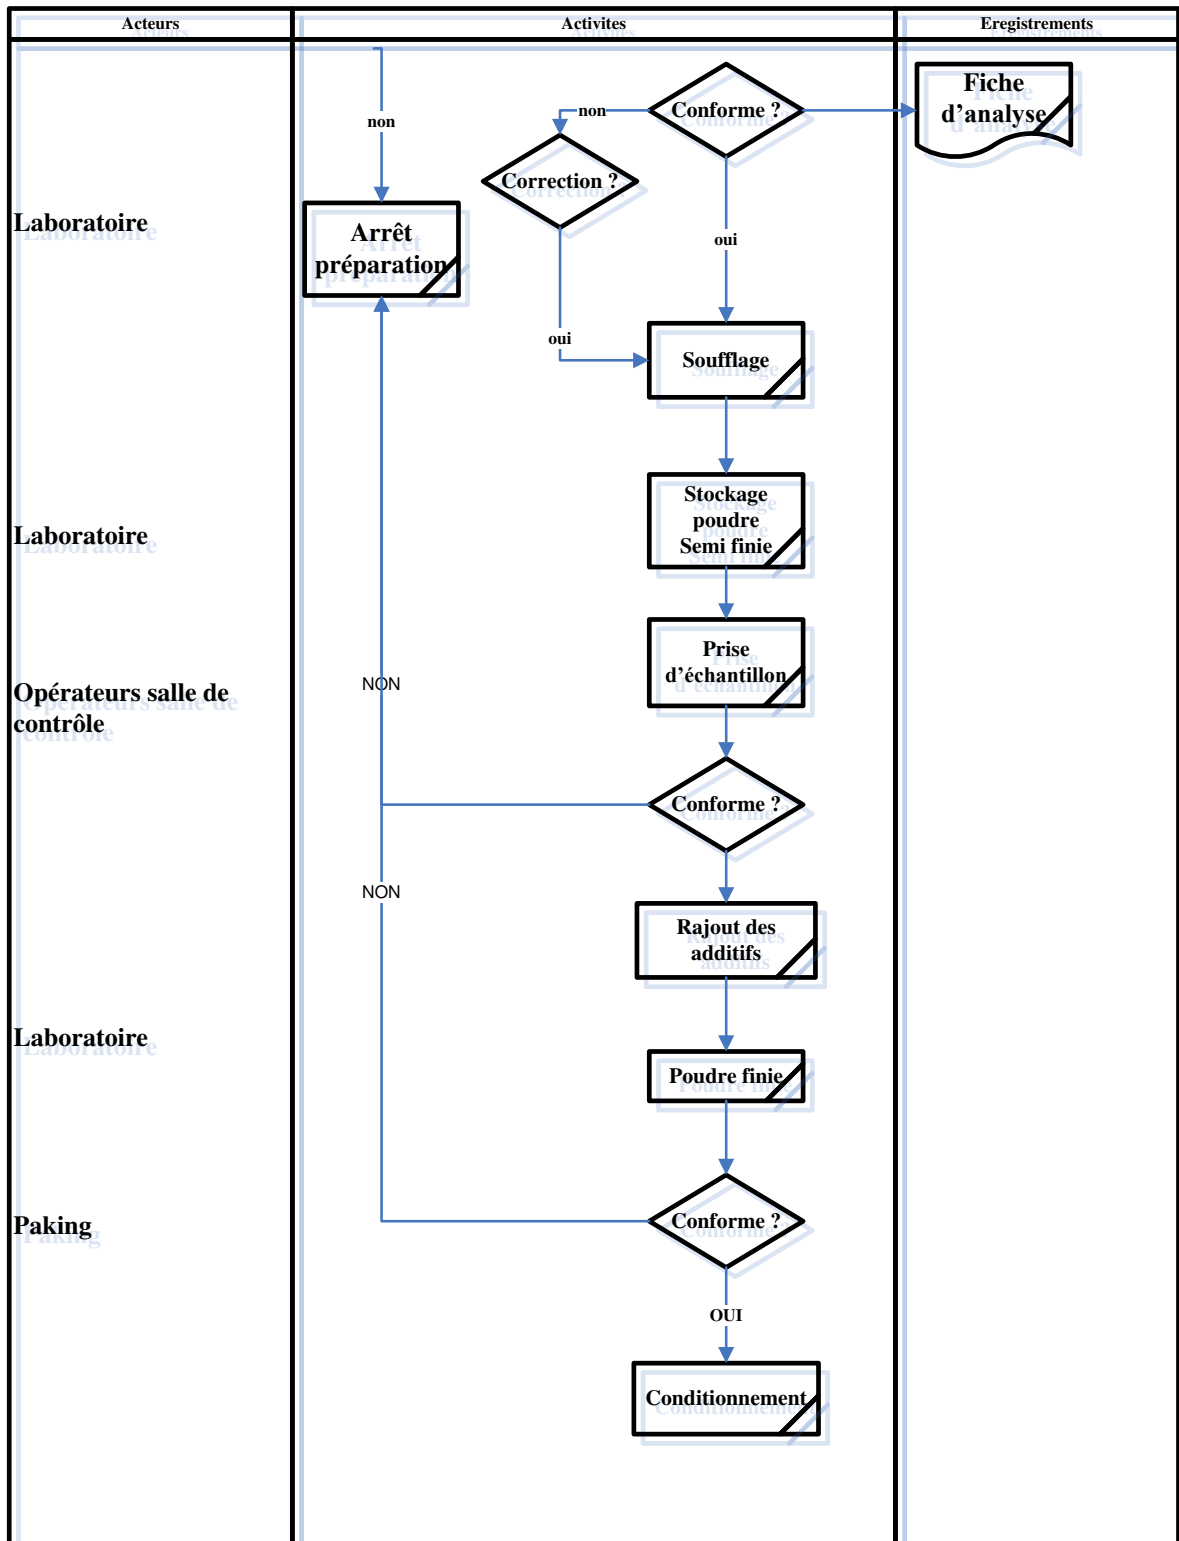 Acteurs
Activites
Eregistrements
Fiche
d'analyse
Conforme ?
non
non
Correction ?
Laboratoire
Arrêt
préparation
oui
oui
Soufflage
Stockage
poudre
Semi finie
Laboratoire
Prise
d'échantillon
Opérateurs salle de
contrôle
NON
Conforme ?
NON
Rajout des
additifs
Laboratoire
Poudre finie
Paking
Conforme ?
OUI
Conditionnement